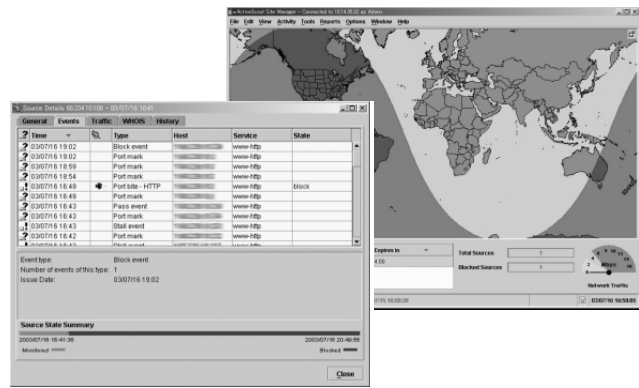 ActiveScout Site Manager - Connected to 10.14.35.02 as Admin
File Edit View Activity Tools Reports Options Window Help
Source Details 66.234.10.106 - 03/07/16 16:41
General Events Traffic WHOIS History
Time Type Host Service State
03/07/16 19:02 Block event www-http
03/07/16 19:02 Port mark www-http
03/07/16 18:59 Port mark www-http
03/07/16 18:54 Port mark www-http
03/07/16 16:49 Port bite - HTTP www-http block
03/07/16 16:49 Port mark www-http
03/07/16 16:43 Pass event www-http
03/07/16 16:43 Port mark www-http
03/07/16 16:43 Stall event www-http
03/07/16 16:42 Port mark www-http
Event type: Block event
Number of events of this type: 1
Issue Date: 03/07/16 19:02
Source State Summary
2003/07/16 16:41:36 2003/07/16 20:48:56
Monitored Blocked
Close
Expires in
4:00
Total Sources 1
Blocked Sources 1
Mbps
Network Traffic
03/07/16 16:50:05